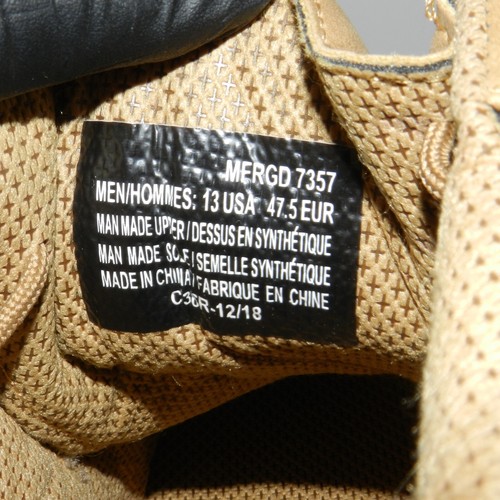 MERGD 7357
MEN/HOMMES: 13 USA 47.5 EUR
MAN MADE UPPER / DESSUS EN SYNTHÉTIQUE
MAN MADE SOLE / SEMELLE SYNTHÉTIQUE
MADE IN CHINA / FABRIQUE EN CHINE
-12/18